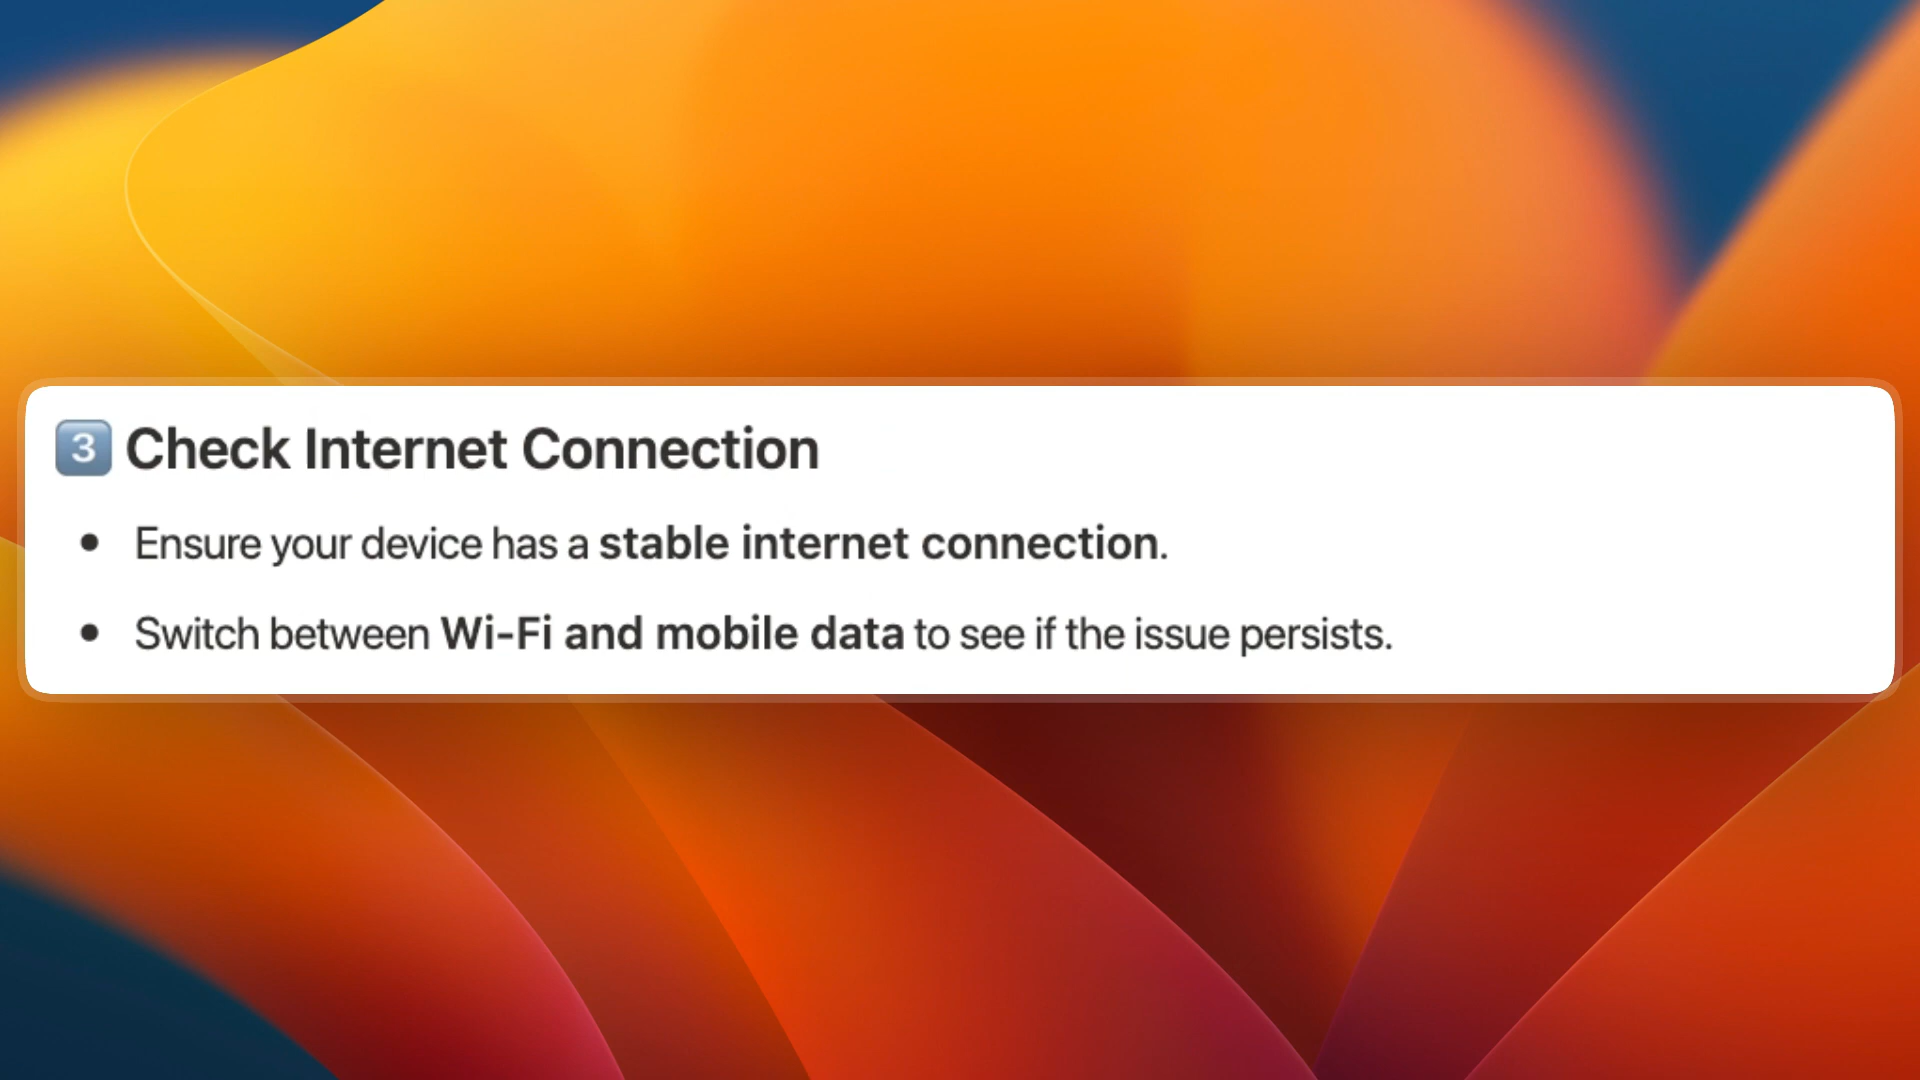 3️⃣ Check Internet Connection
• Ensure your device has a stable internet connection.
• Switch between Wi-Fi and mobile data to see if the issue persists.